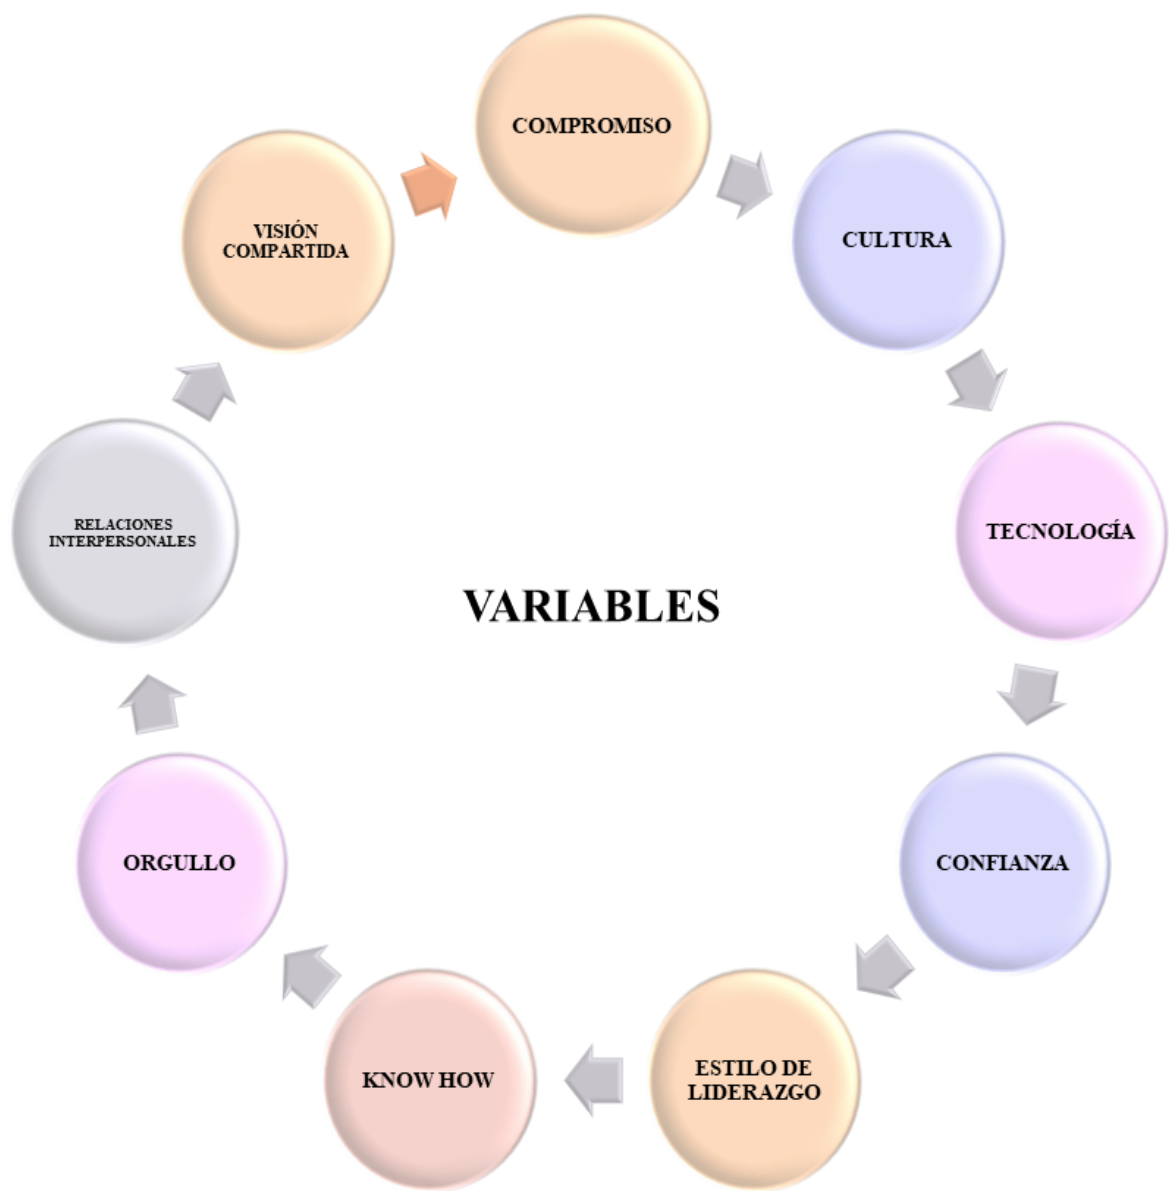 COMPROMISO
CULTURA
TECNOLOGÍA
CONFIANZA
ESTILO DE
LIDERAZGO
KNOW HOW
ORGULLO
RELACIONES
INTERPERSONALES
VISIÓN
COMPARTIDA
VARIABLES